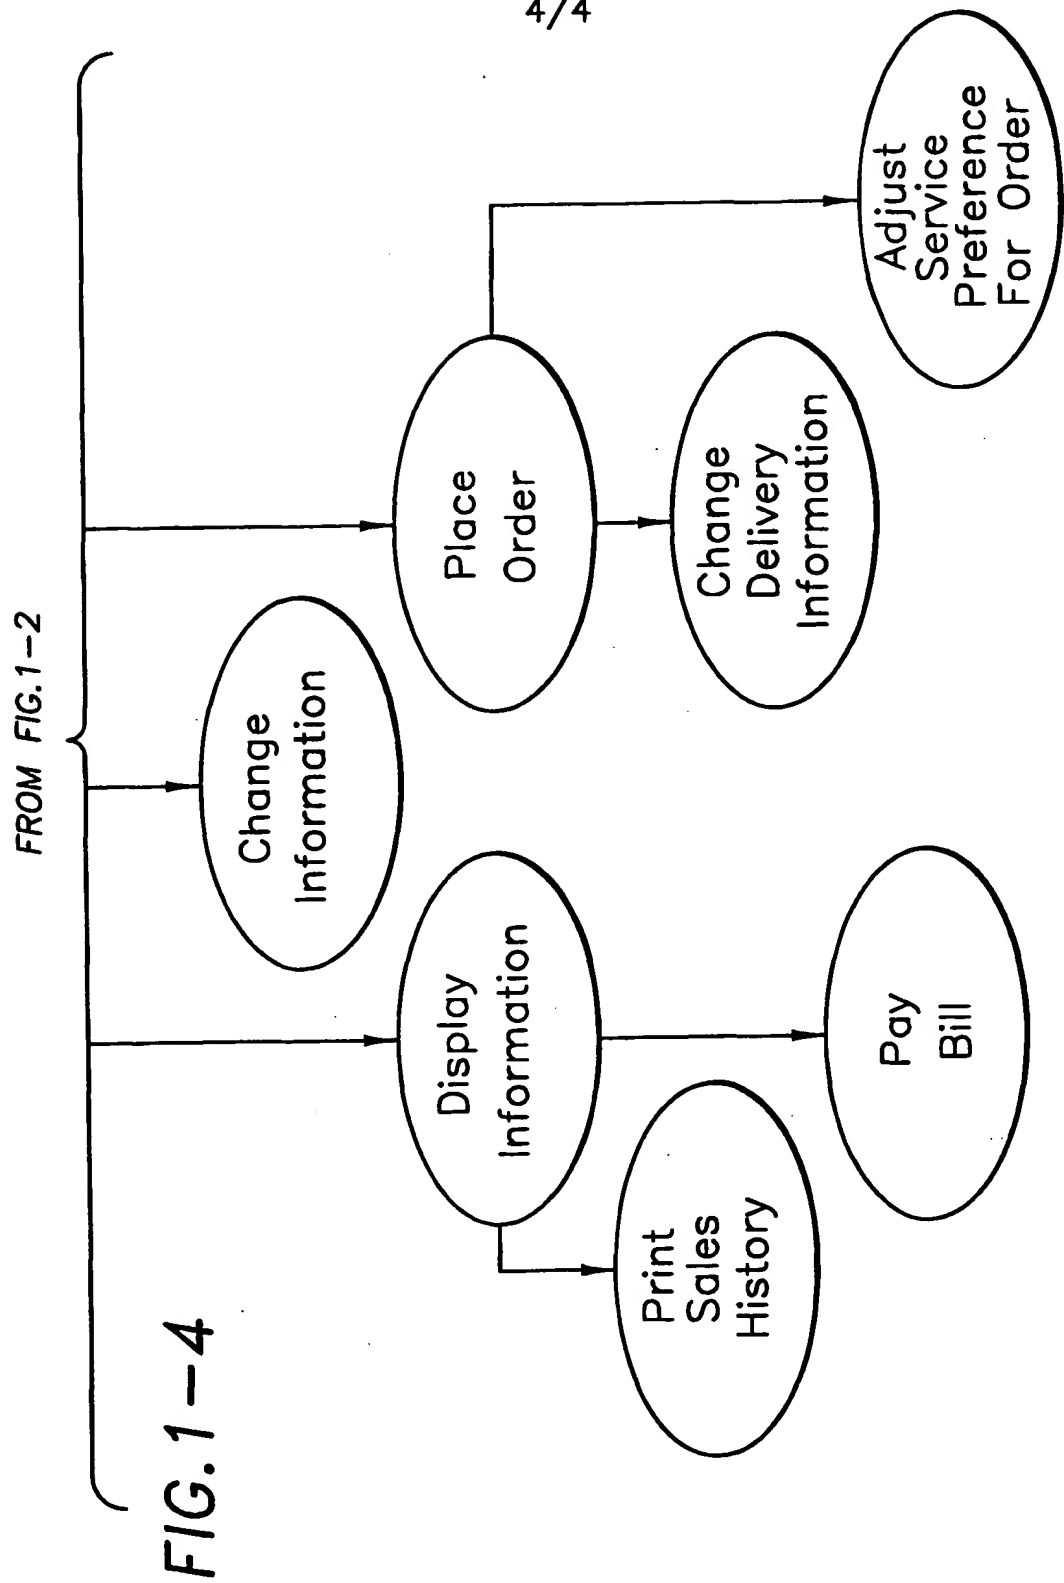 4/4
FROM FIG.1-2
FIG.1-4
Change
Information
Display
Information
Place
Order
Print
Sales
History
Change
Delivery
Information
Pay
Bill
Adjust
Service
Preference
For Order